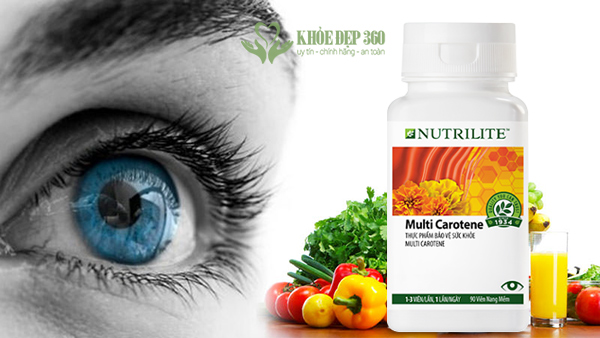 KHỎE ĐẸP 360
uy tín - chính hãng - an toàn
NUTRILITE™
Multi Carotene
THỰC PHẨM BẢO VỆ SỨC KHỎE
MULTI CAROTENE
1934
1-3 VIÊN/LẦN, 1 LẦN/NGÀY
90 Viên Nang Mềm